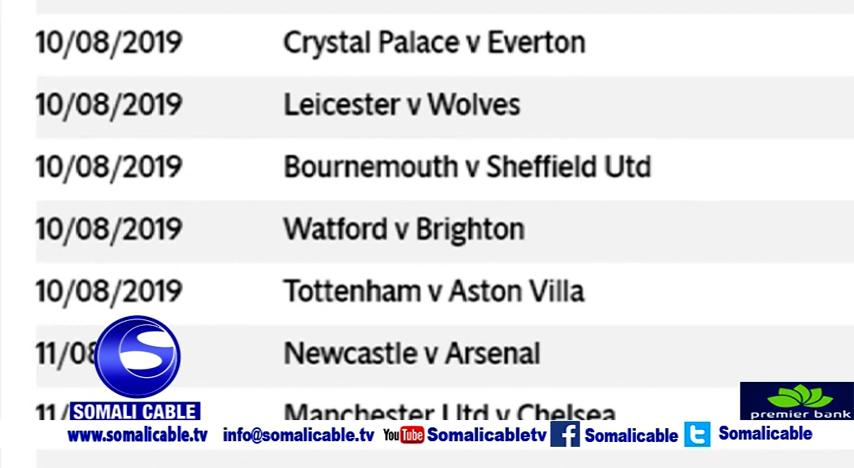 10/08/2019 Crystal Palace v Everton
10/08/2019 Leicester v Wolves
10/08/2019 Bournemouth v Sheffield Utd
10/08/2019 Watford v Brighton
10/08/2019 Tottenham v Aston Villa
11/08 Newcastle v Arsenal
11/ Manchester Utd v Chelsea
SOMALI CABLE
premier bank
www.somalicable.tv info@somalicable.tv YouTube Somalicabletv f Somalicable Somalicable